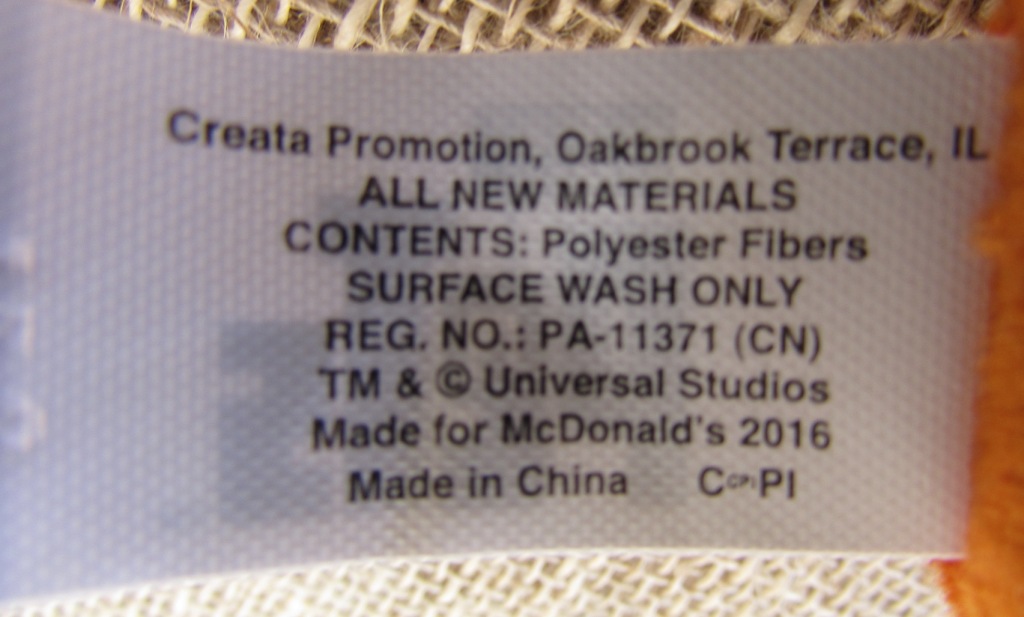 Creata Promotion, Oakbrook Terrace, IL
ALL NEW MATERIALS
CONTENTS: Polyester Fibers
SURFACE WASH ONLY
REG. NO.: PA-11371 (CN)
TM & © Universal Studios
Made for McDonald's 2016
Made in China CCPIPI